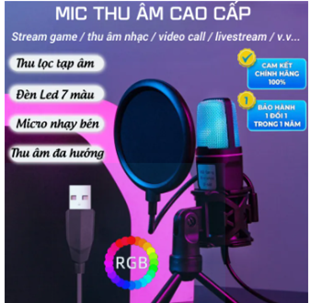 MIC THU ÂM CAO CẤP
Stream game / thu âm nhạc / video call / livestream / v.v...
Thu lọc tạp âm
Đèn Led 7 màu
Micro nhạy bén
Thu âm đa hướng
CAM KẾT
CHÍNH HÃNG
100%
1
BẢO HÀNH
1 ĐỔI 1
TRONG 1 NĂM
RGB